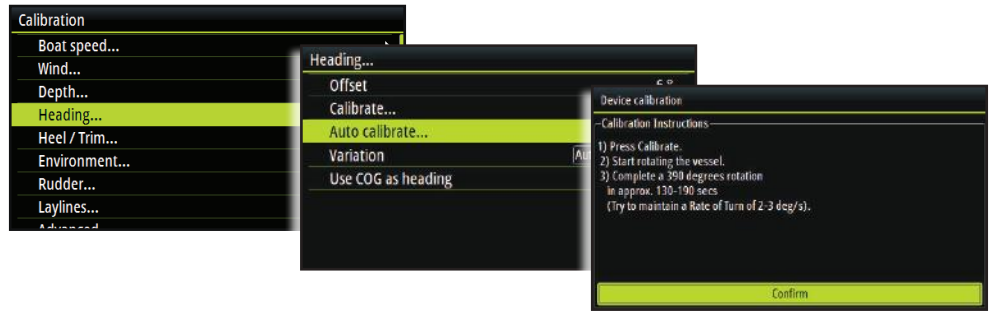 Calibration
Boat speed...
Wind...
Depth...
Heading...
Heel / Trim...
Environment...
Rudder...
Laylines...
Heading...
Offset
Calibrate...
Auto calibrate...
Variation
Use COG as heading
Device calibration
Calibration Instructions
1) Press Calibrate.
2) Start rotating the vessel.
3) Complete a 390 degrees rotation
in approx. 130-190 secs
(Try to maintain a Rate of Turn of 2-3 deg/s).
Confirm